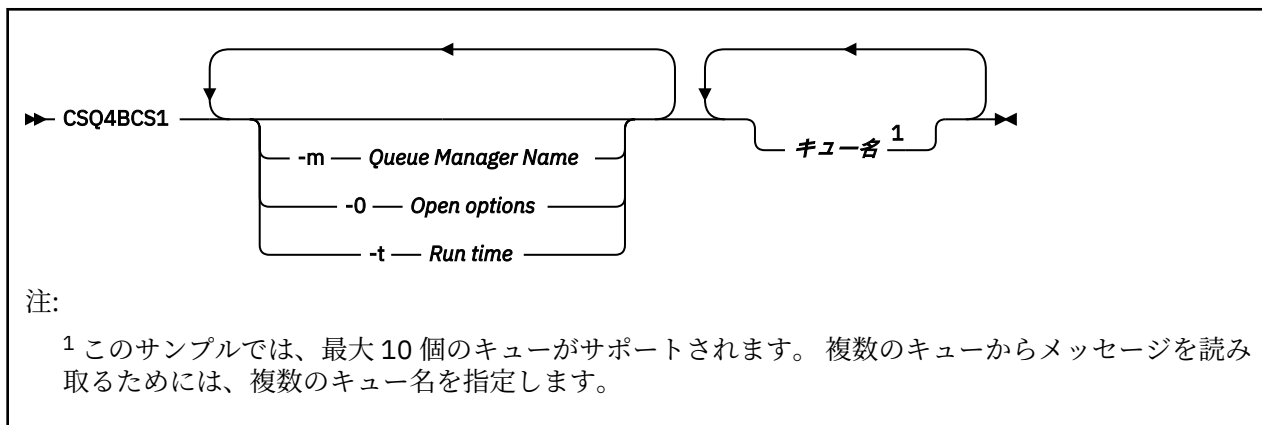 CSQ4BCS1
-m Queue Manager Name
-0 Open options
-t Run time
キュー名 1
注:
1 このサンプルでは、最大 10 個のキューがサポートされます。 複数のキューからメッセージを読み
取るためには、複数のキュー名を指定します。